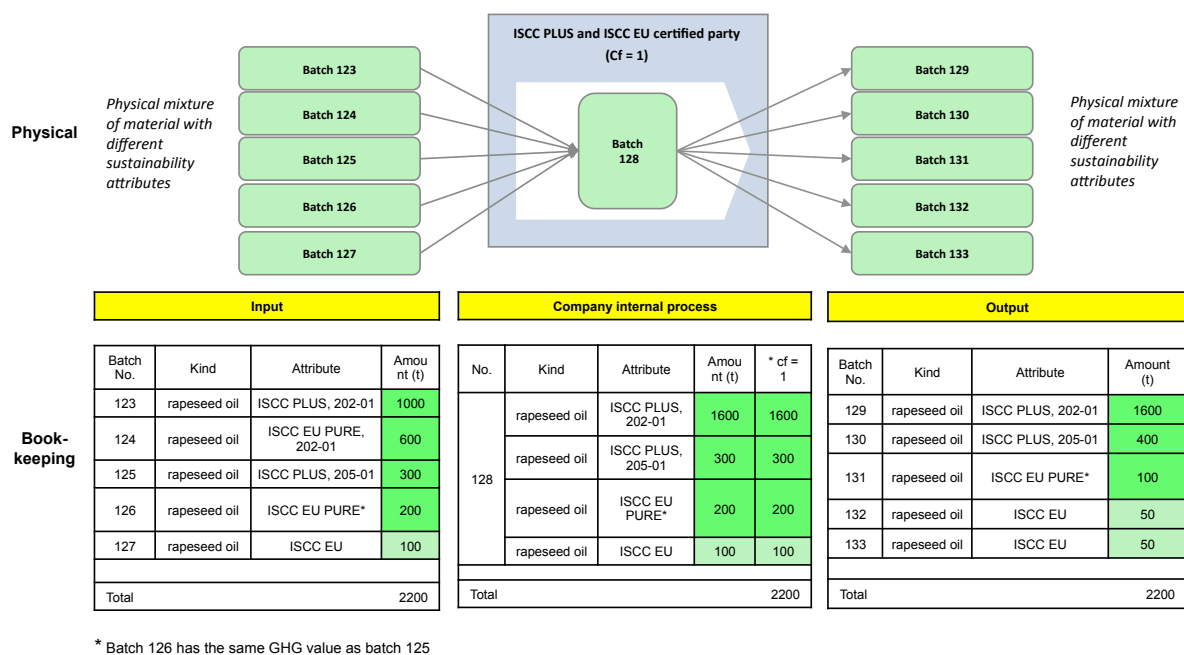 ISCC PLUS and ISCC EU certified party
(Cf = 1)
Physical
Physical mixture
of material with
different
sustainability
attributes
Batch 123
Batch 124
Batch 125
Batch 126
Batch 127
Batch
128
Batch 129
Batch 130
Batch 131
Batch 132
Batch 133
Physical mixture
of material with
different
sustainability
attributes
Book-
keeping
Input
Batch No. Kind Attribute Amou nt (t)
123 rapeseed oil ISCC PLUS, 202-01 1000
124 rapeseed oil ISCC EU PURE, 202-01 600
125 rapeseed oil ISCC PLUS, 205-01 300
126 rapeseed oil ISCC EU PURE* 200
127 rapeseed oil ISCC EU 100
Total 2200
Company internal process
No. Kind Attribute Amou nt (t) * cf = 1
128 rapeseed oil ISCC PLUS, 202-01 1600 1600
rapeseed oil ISCC PLUS, 205-01 300 300
rapeseed oil ISCC EU PURE* 200 200
rapeseed oil ISCC EU 100 100
Total 2200
Output
Batch No. Kind Attribute Amount (t)
129 rapeseed oil ISCC PLUS, 202-01 1600
130 rapeseed oil ISCC PLUS, 205-01 400
131 rapeseed oil ISCC EU PURE* 100
132 rapeseed oil ISCC EU 50
133 rapeseed oil ISCC EU 50
Total 2200
* Batch 126 has the same GHG value as batch 125